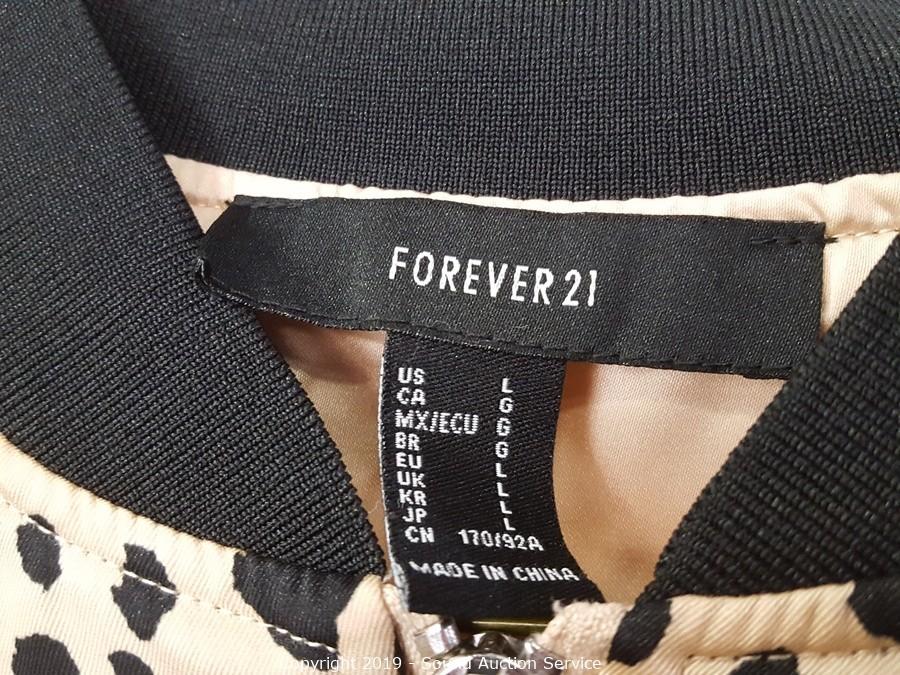 FOREVER 21
US L
CA G
MX/ECU G
BR G
EU L
UK L
KR L
JP L
CN 170/92A
MADE IN CHINA
Copyright 2019 - Sound Auction Service